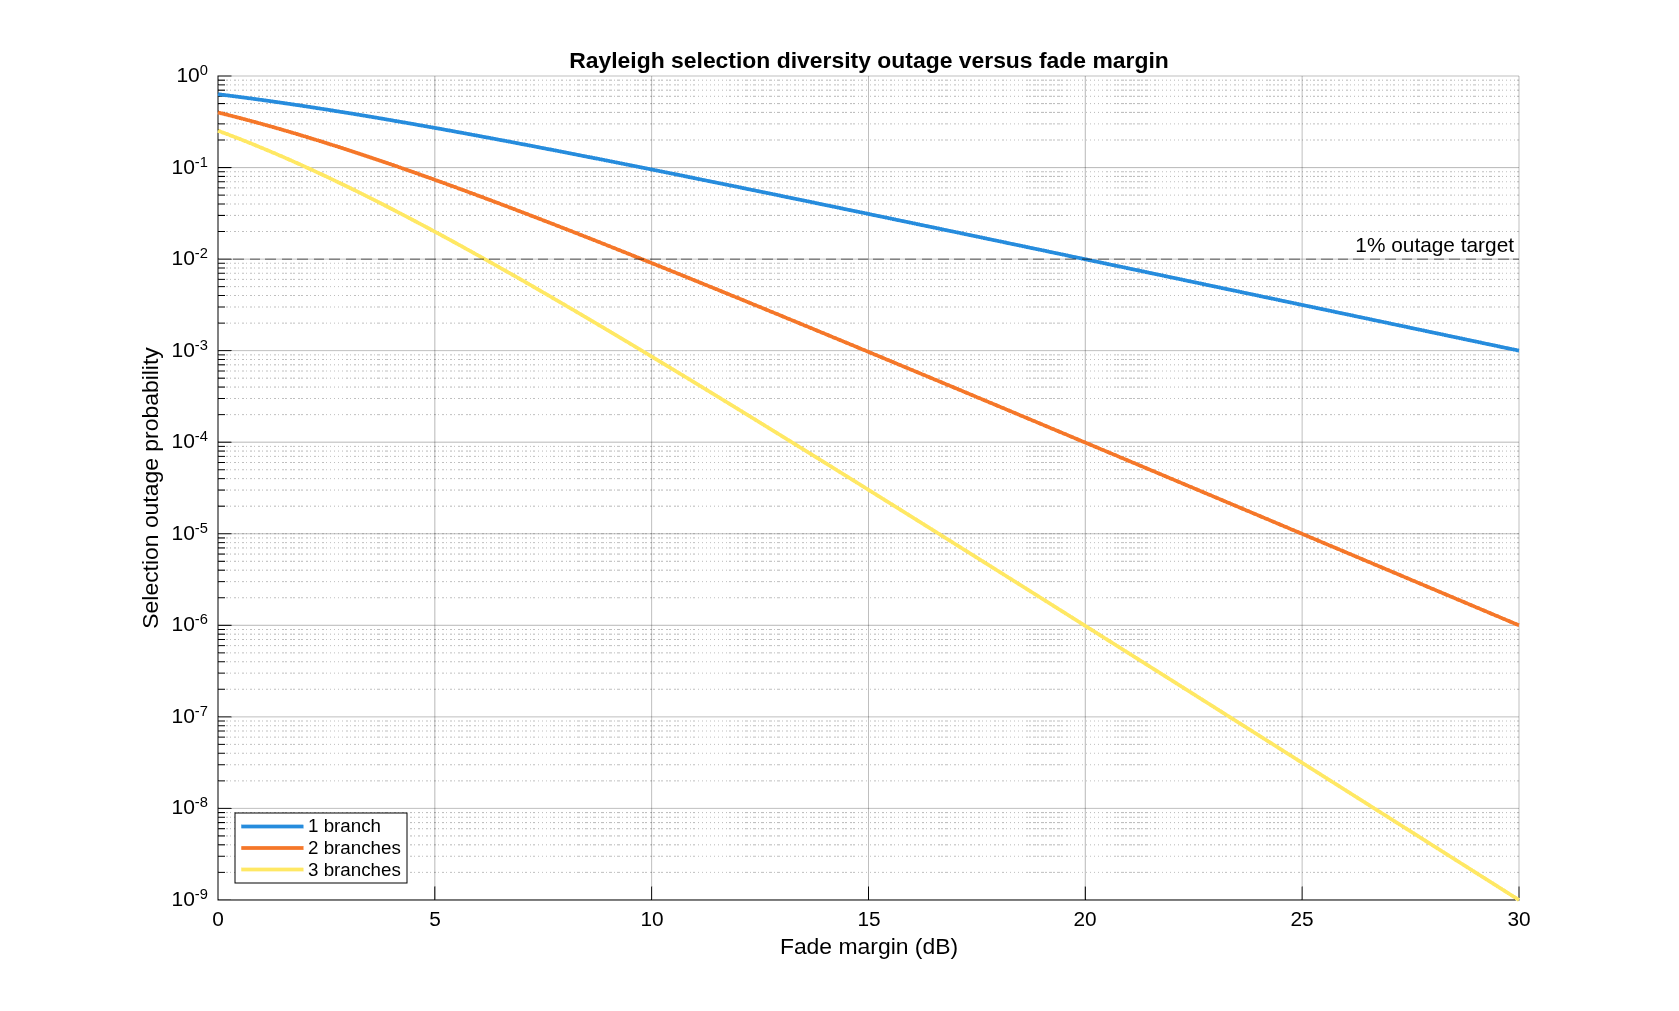 Rayleigh selection diversity outage versus fade margin
10^0
10^-1
10^-2
10^-3
10^-4
10^-5
10^-6
10^-7
10^-8
10^-9
Selection outage probability
1% outage target
1 branch
2 branches
3 branches
0 5 10 15 20 25 30
Fade margin (dB)